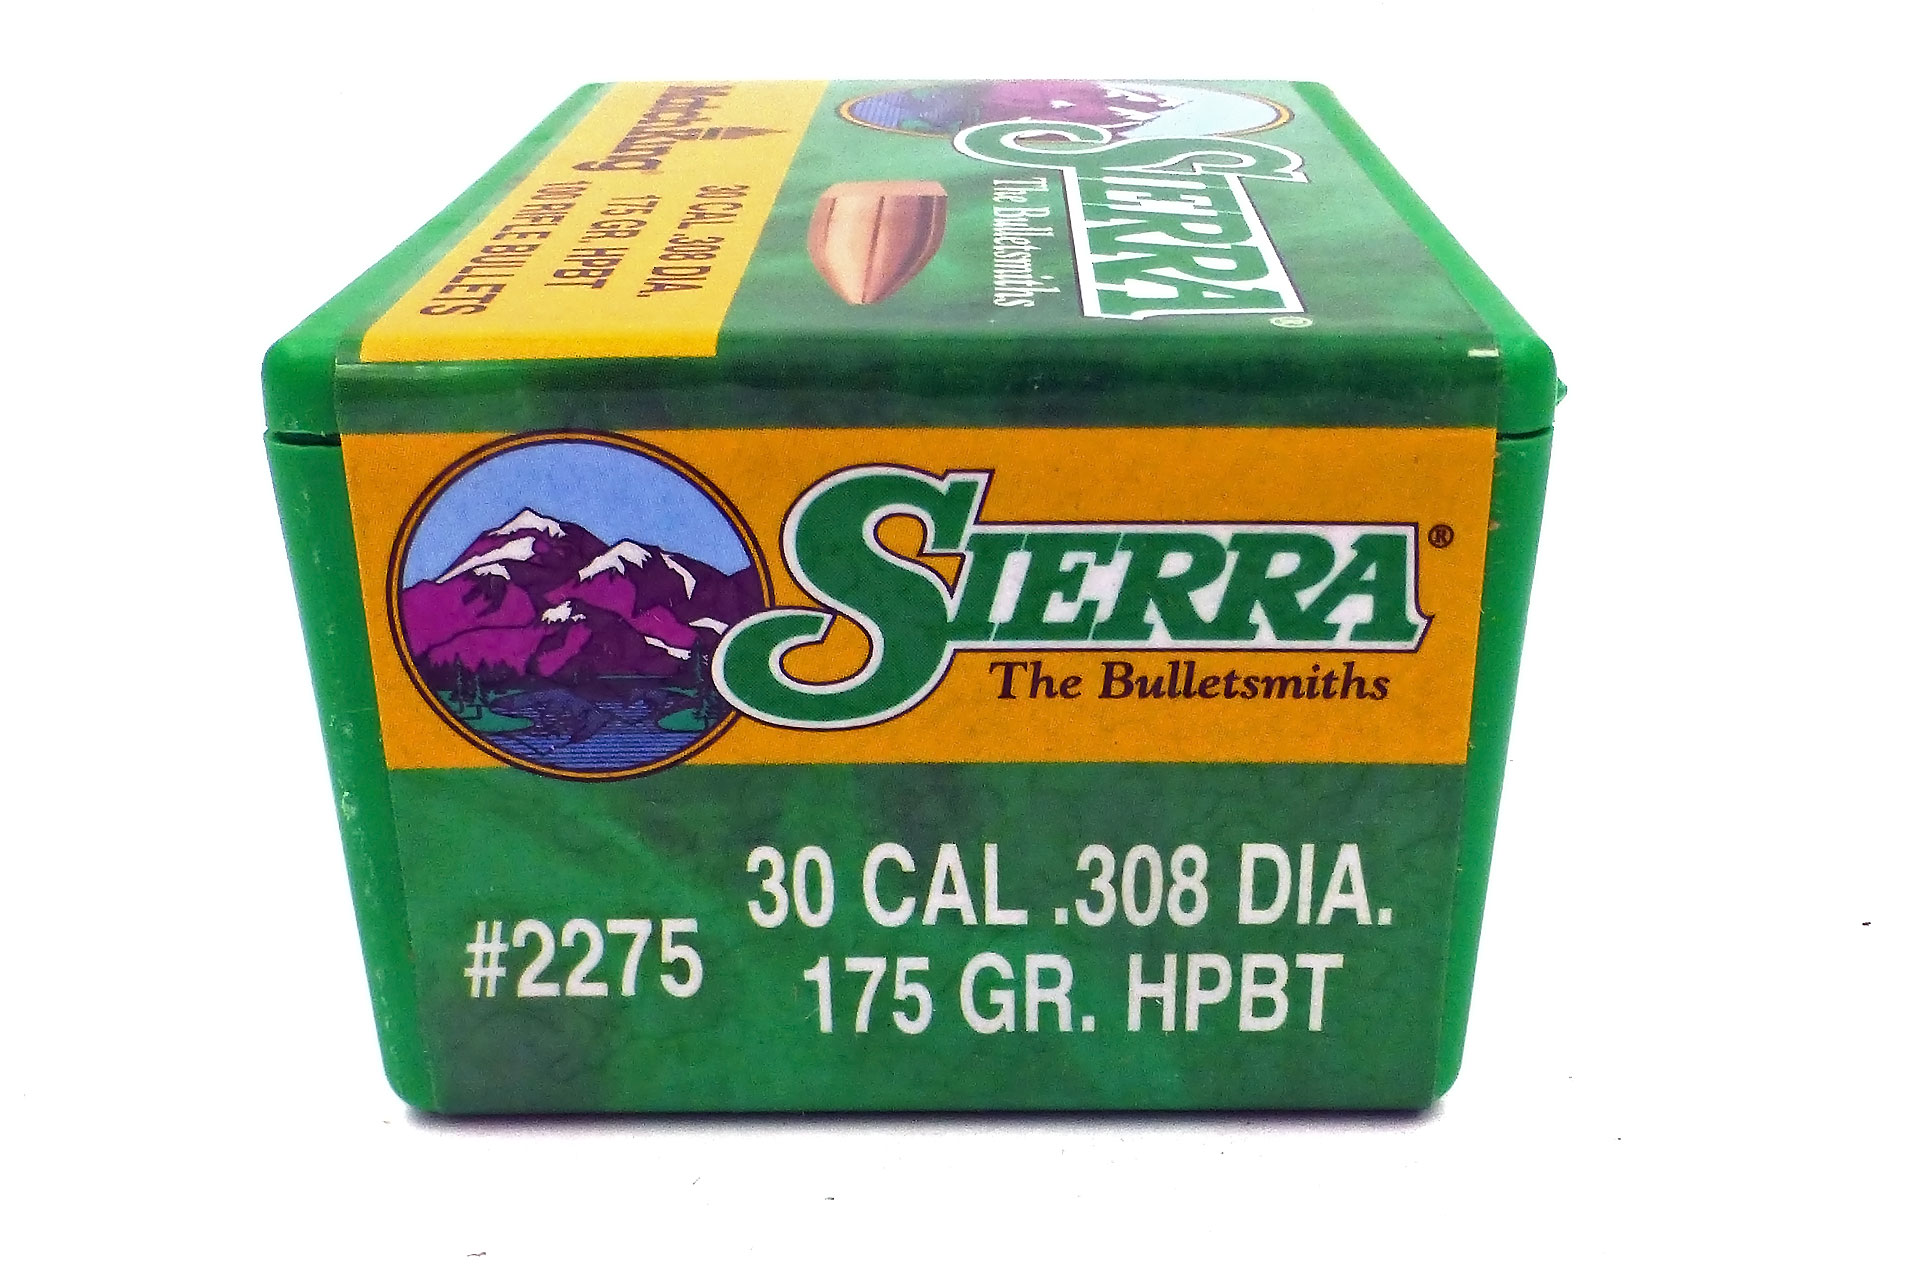 MatchKing
30 CAL .308 DIA.
175 GR. HPBT
100 RIFLE BULLETS
SIERRA®
The Bulletsmiths
SIERRA®
The Bulletsmiths
#2275
30 CAL .308 DIA.
175 GR. HPBT